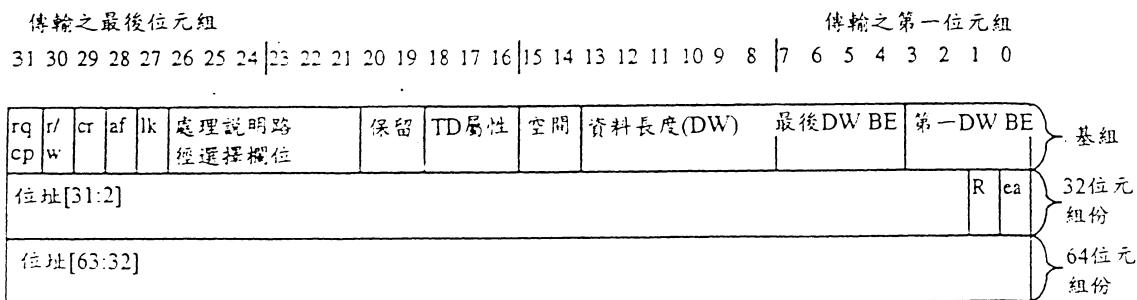 傳輸之最後位元組 傳輸之第一位元組
31 30 29 28 27 26 25 24 23 22 21 20 19 18 17 16 15 14 13 12 11 10 9 8 7 6 5 4 3 2 1 0
rq r/ cr af lk 處理說明路 保留 TD屬性 空間 資料長度(DW) 最後DW BE 第一DW BE 基組
cp w 經選擇欄位
位址[31:2] R ea 32位元
組份
位址[63:32] 64位元
組份